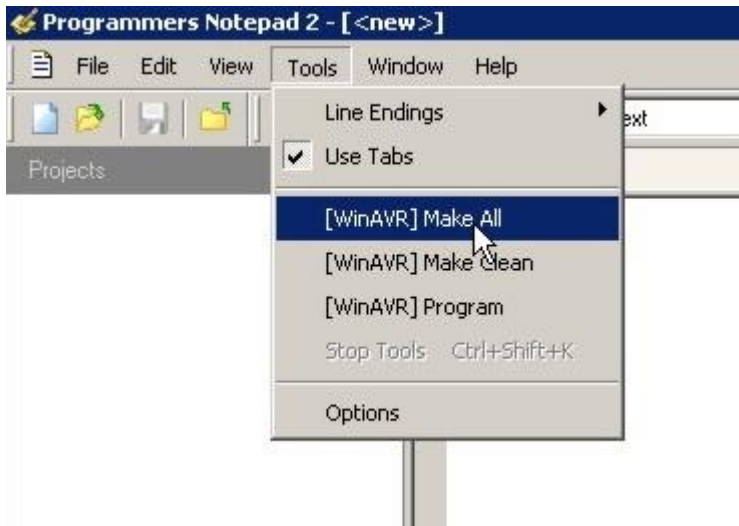 Programmers Notepad 2 - [<new>]
File Edit View Tools Window Help
Line Endings
ext
Use Tabs
Projects
[WinAVR] Make All
[WinAVR] Make Clean
[WinAVR] Program
Stop Tools Ctrl+Shift+K
Options